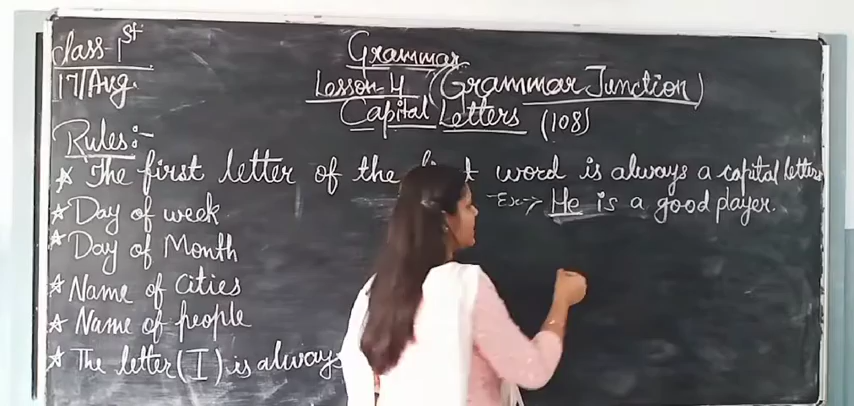 Class-1st
17/Aug
Grammar
Lesson-4 (Grammar Junction)
Capital Letters (108)
Rules:-
★ The first letter of the word is always a capital letters
Ex-> He is a good player.
★ Day of week
★ Day of Month
★ Name of cities
★ Name of people
★ The letter (I) is always